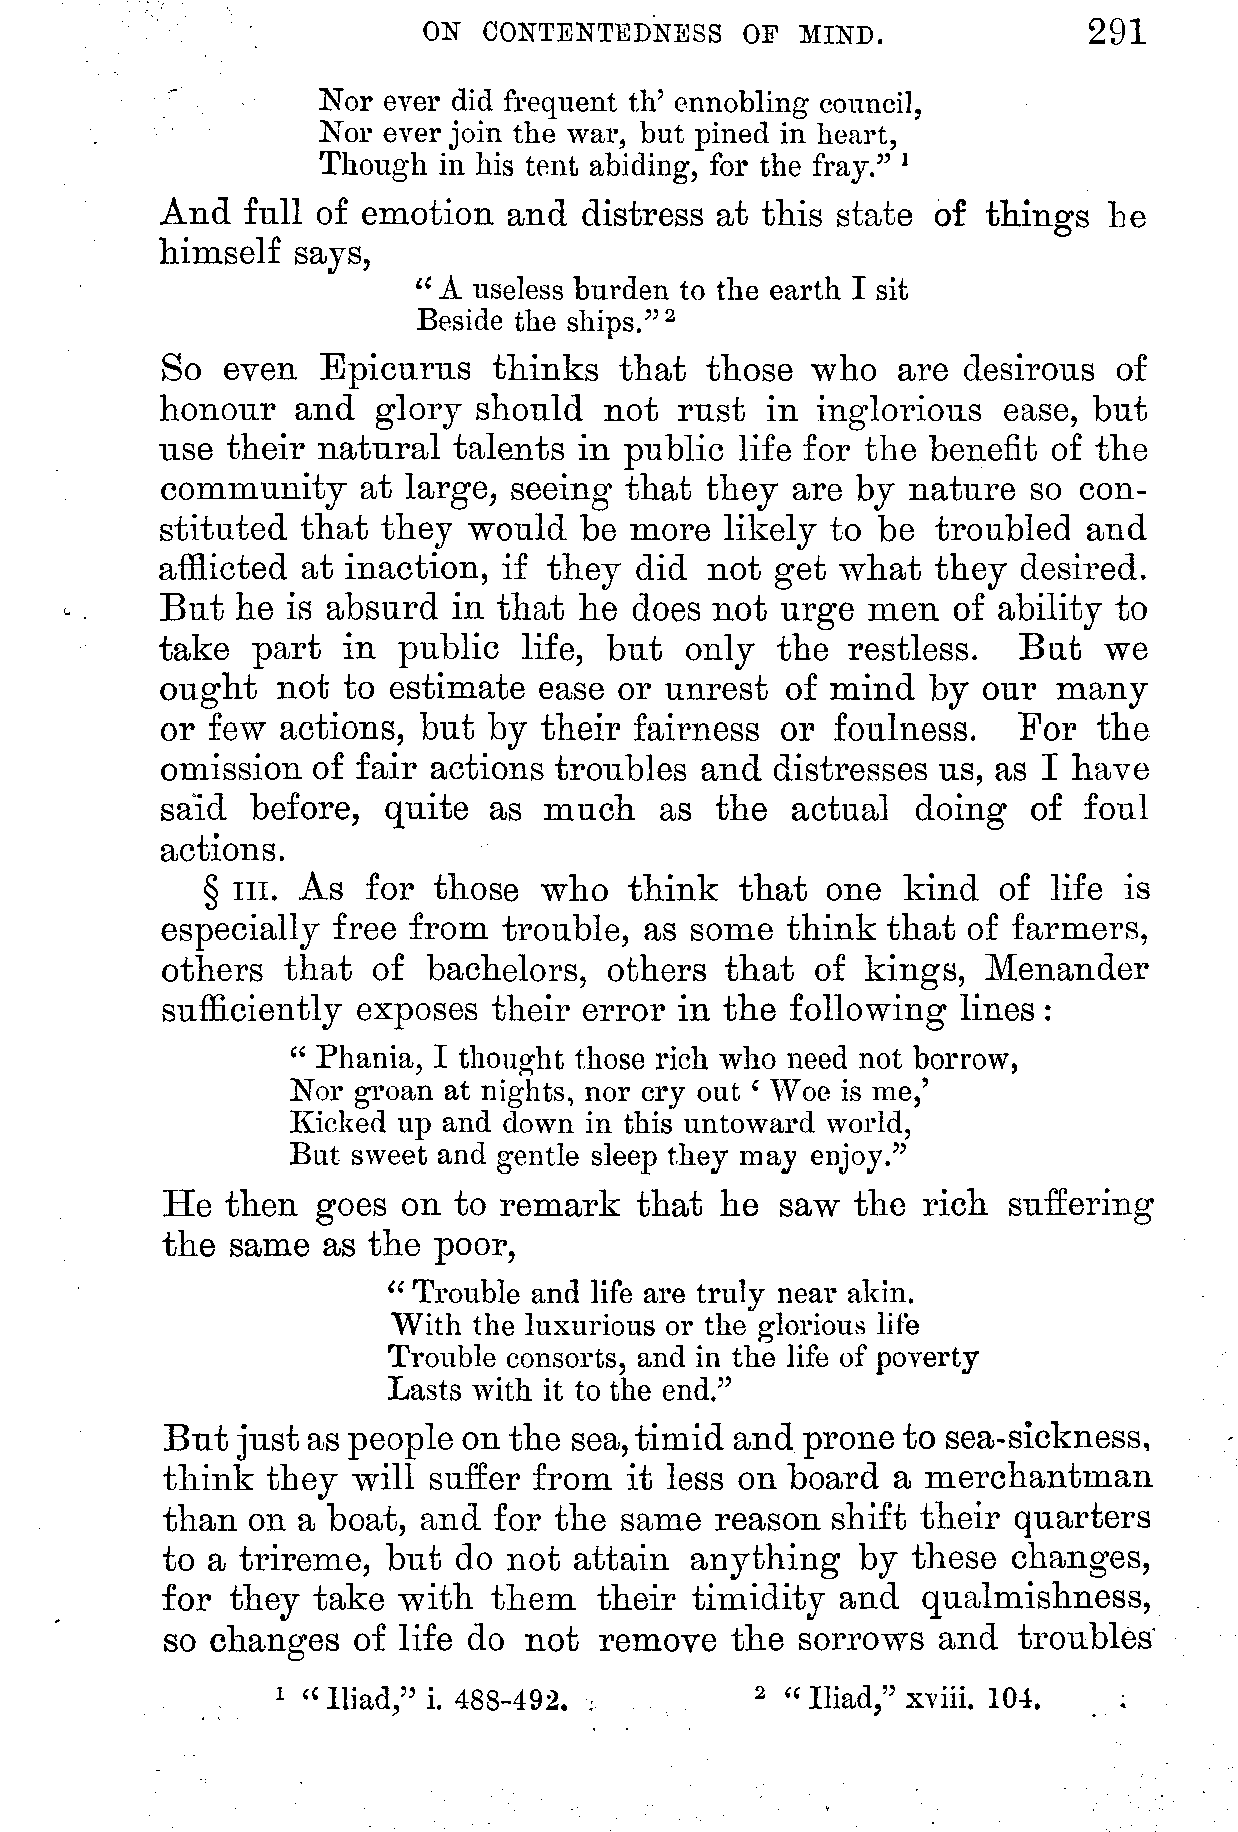 ON CONTENTEDNESS OF MIND. 291
Nor ever did frequent th' ennobling council,
Nor ever join the war, but pined in heart,
Though in his tent abiding, for the fray." ¹
And full of emotion and distress at this state of things he
himself says,
"A useless burden to the earth I sit
Beside the ships." ²
So even Epicurus thinks that those who are desirous of
honour and glory should not rust in inglorious ease, but
use their natural talents in public life for the benefit of the
community at large, seeing that they are by nature so con-
stituted that they would be more likely to be troubled and
afflicted at inaction, if they did not get what they desired.
But he is absurd in that he does not urge men of ability to
take part in public life, but only the restless. But we
ought not to estimate ease or unrest of mind by our many
or few actions, but by their fairness or foulness. For the
omission of fair actions troubles and distresses us, as I have
said before, quite as much as the actual doing of foul
actions.
§ III. As for those who think that one kind of life is
especially free from trouble, as some think that of farmers,
others that of bachelors, others that of kings, Menander
sufficiently exposes their error in the following lines:
"Phania, I thought those rich who need not borrow,
Nor groan at nights, nor cry out 'Woe is me,'
Kicked up and down in this untoward world,
But sweet and gentle sleep they may enjoy."
He then goes on to remark that he saw the rich suffering
the same as the poor,
"Trouble and life are truly near akin.
With the luxurious or the glorious life
Trouble consorts, and in the life of poverty
Lasts with it to the end."
But just as people on the sea, timid and prone to sea-sickness,
think they will suffer from it less on board a merchantman
than on a boat, and for the same reason shift their quarters
to a trireme, but do not attain anything by these changes,
for they take with them their timidity and qualmishness,
so changes of life do not remove the sorrows and troubles
¹ "Iliad," i. 488-492. ² "Iliad," xviii. 104.